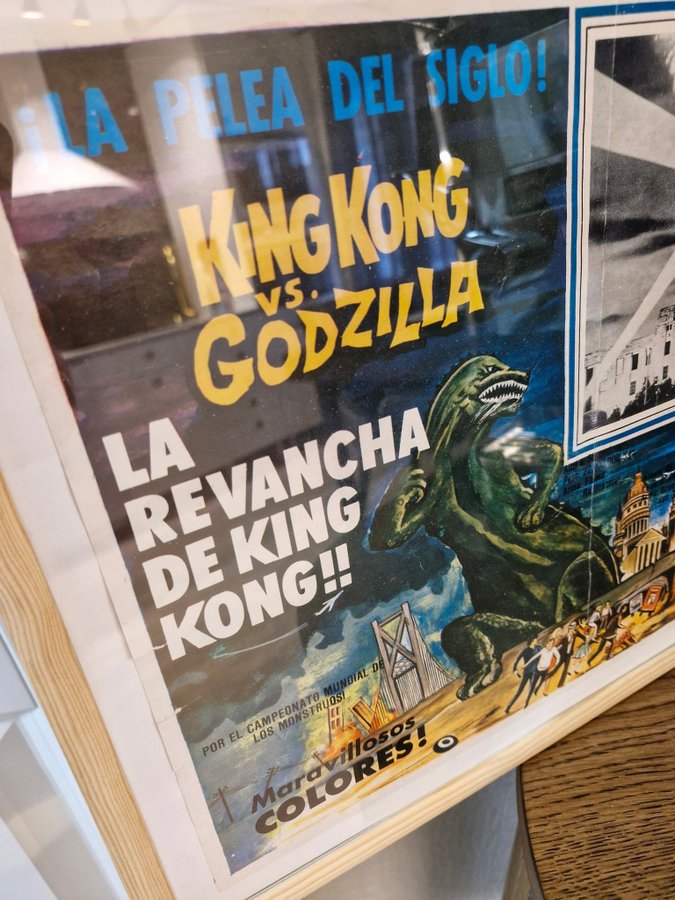 ¡LA PELEA DEL SIGLO!
KING KONG
VS.
GODZILLA
LA
REVANCHA
DE KING
KONG!!
POR EL CAMPEONATO MUNDIAL DE
LOS MONSTRUOS!
Maravillosos
COLORES!